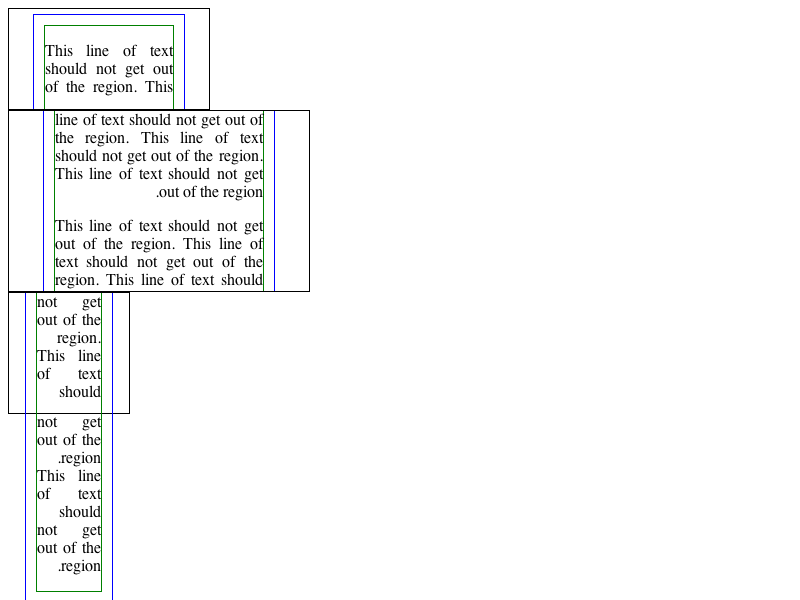 This line of text
should not get out
of the region. This
line of text should not get out of
the region. This line of text
should not get out of the region.
This line of text should not get
.out of the region
This line of text should not get
out of the region. This line of
text should not get out of the
region. This line of text should
not get
out of the
region.
This line
of text
should
not get
out of the
.region
This line
of text
should
not get
out of the
.region